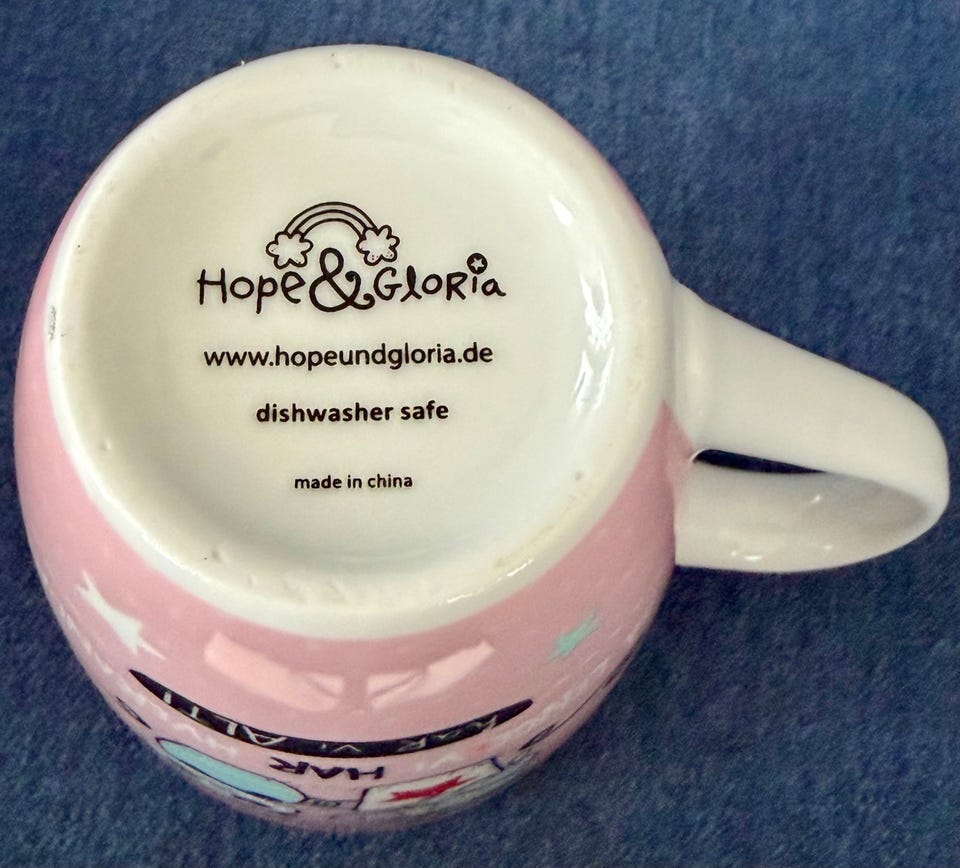 Hope & Gloria
www.hopeundgloria.de
dishwasher safe
made in china
HAR